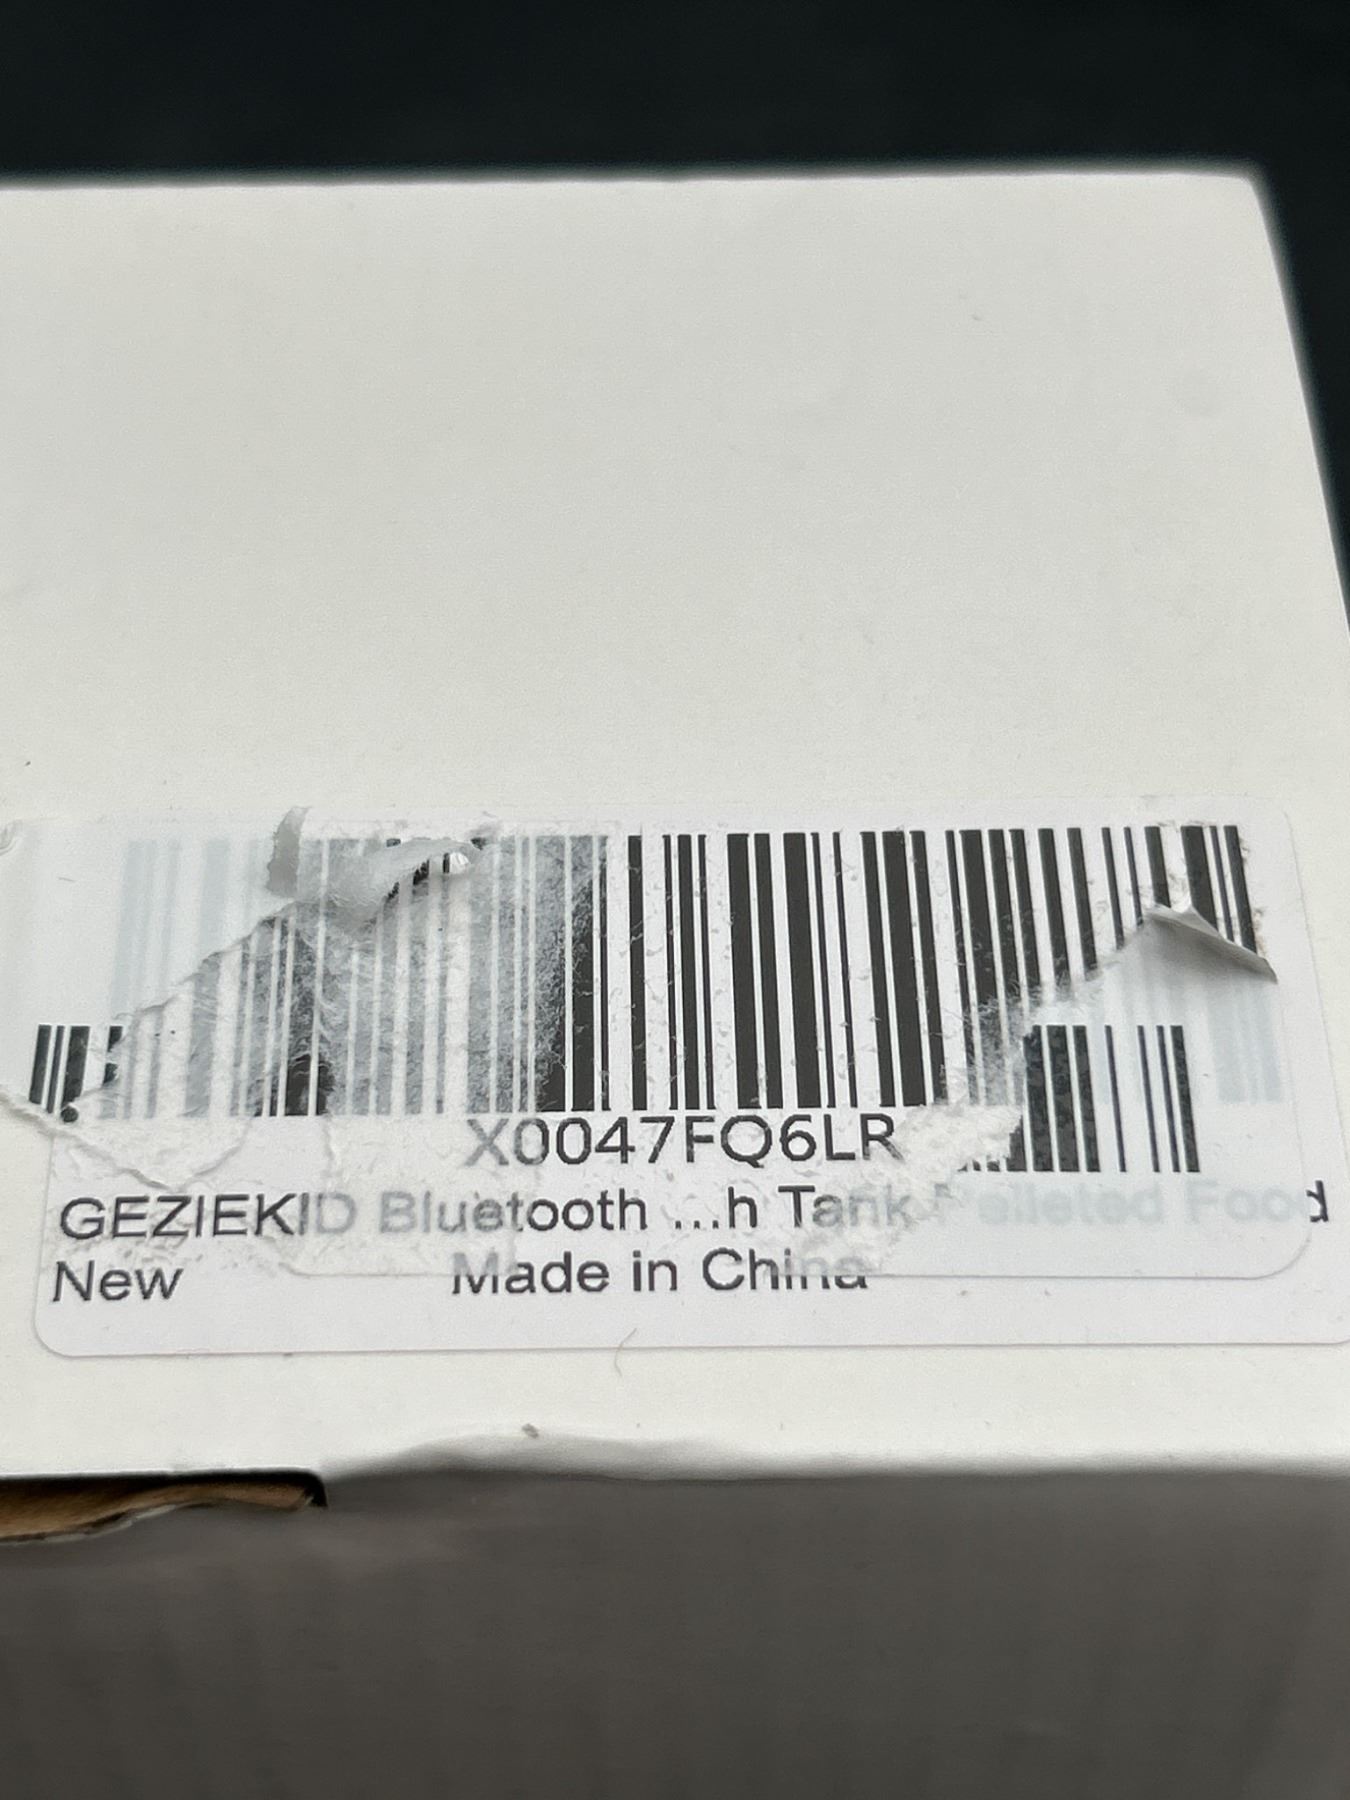 X0047FQ6LR
GEZIEKID Bluetooth ...h Tank Pelleted Food
New Made in China